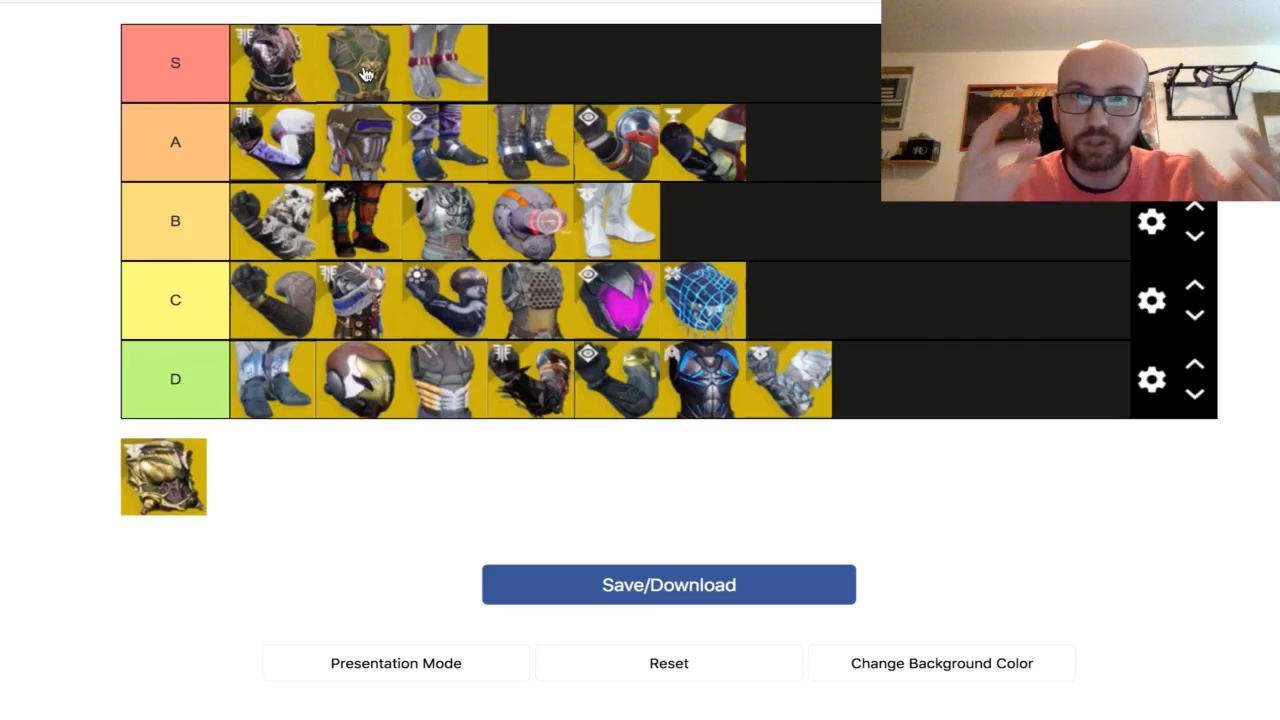 S
A
B
C
D
Save/Download
Presentation Mode
Reset
Change Background Color